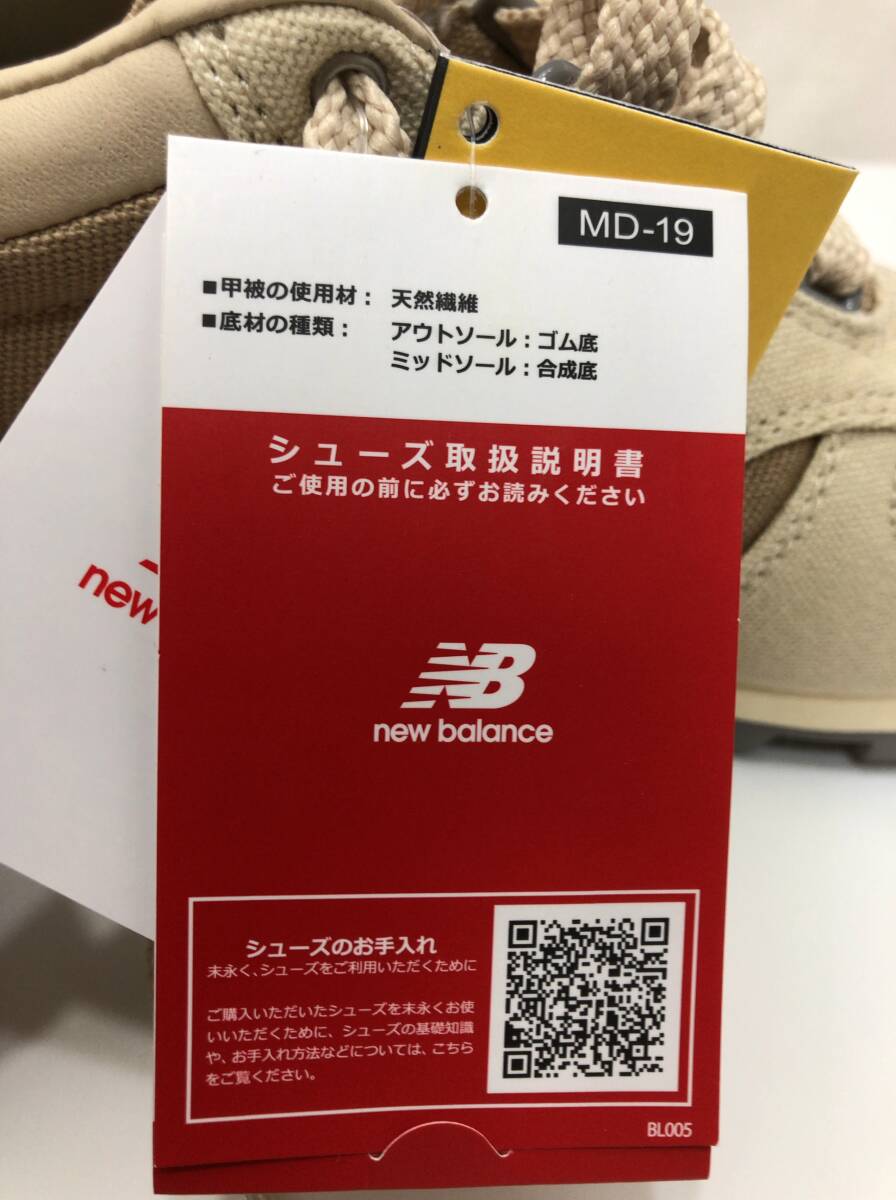 MD-19
■甲被の使用材： 天然繊維
■底材の種類： アウトソール：ゴム底
ミッドソール：合成底
シューズ取扱説明書
ご使用の前に必ずお読みください
new
NB
new balance
シューズのお手入れ
末永く、シューズをご利用いただくために
ご購入いただいたシューズを末永くお使
いいただくために、シューズの基礎知識
や、お手入れ方法などについては、こちら
をご覧ください。
BL005